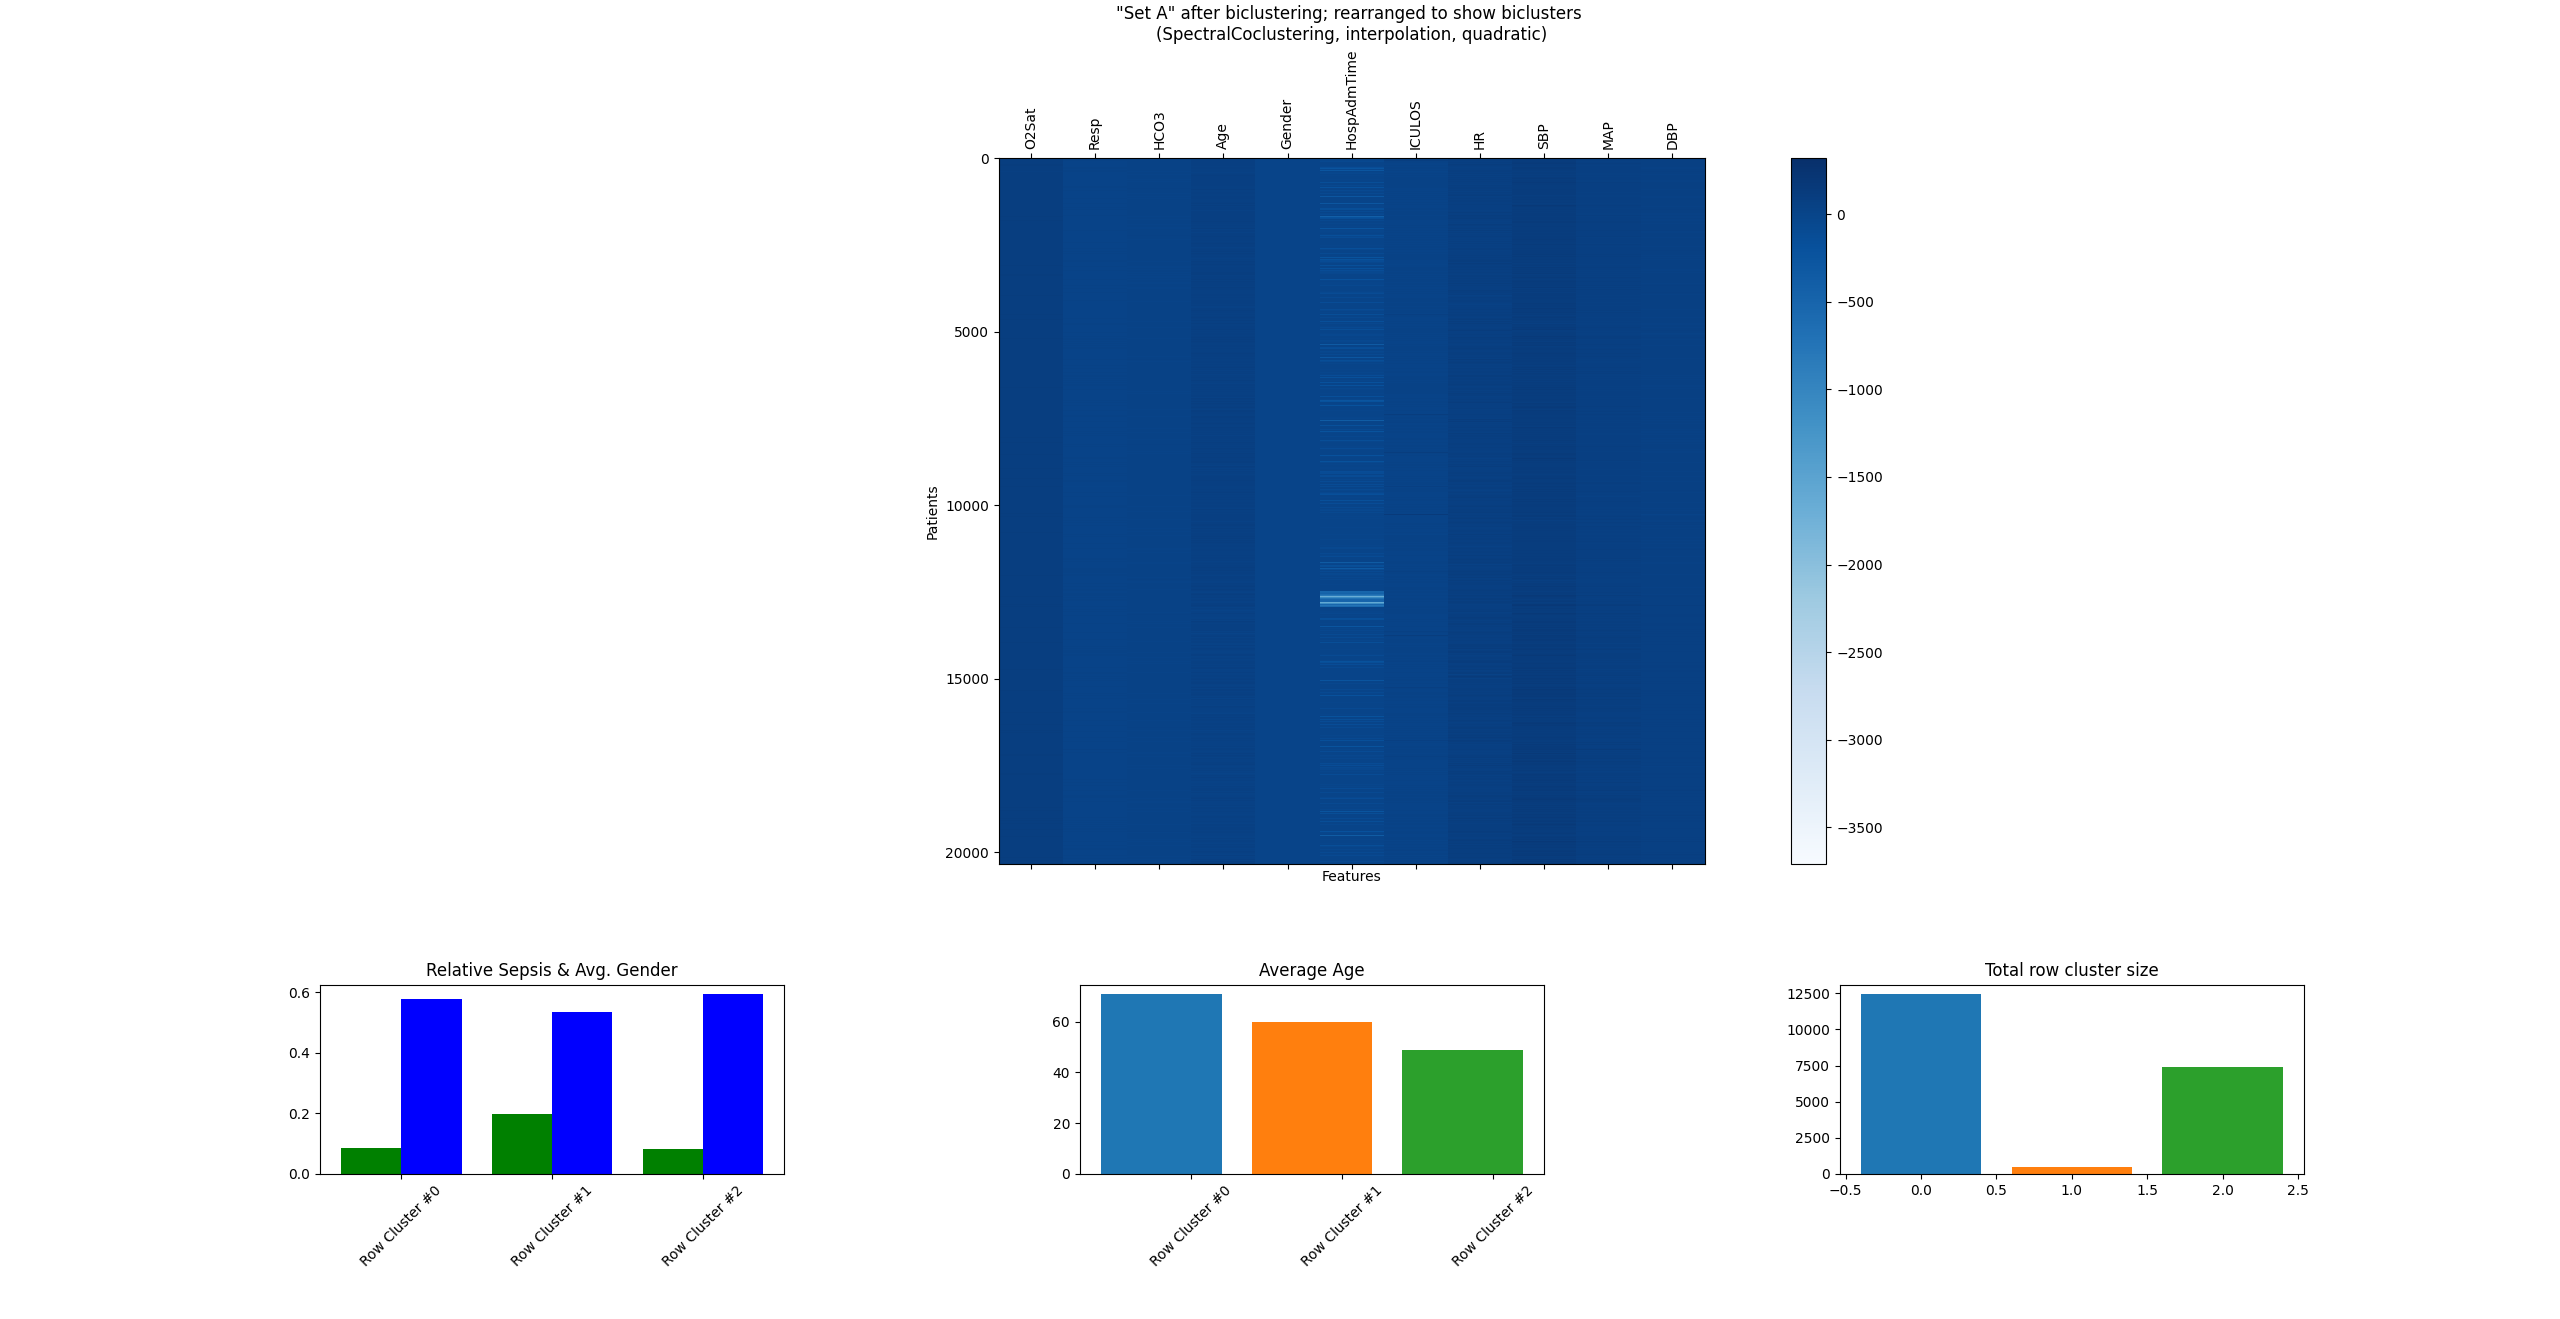 "Set A" after biclustering; rearranged to show biclusters
(SpectralCoclustering, interpolation, quadratic)
O2Sat
Resp
HCO3
Age
Gender
HospAdmTime
ICULOS
HR
SBP
MAP
DBP
0
5000
10000
15000
20000
Patients
Features
0
−500
−1000
−1500
−2000
−2500
−3000
−3500
Relative Sepsis & Avg. Gender
0.6
0.4
0.2
0.0
Row Cluster #0
Row Cluster #1
Row Cluster #2
Average Age
60
40
20
0
Row Cluster #0
Row Cluster #1
Row Cluster #2
Total row cluster size
12500
10000
7500
5000
2500
0
−0.5
0.0
0.5
1.0
1.5
2.0
2.5